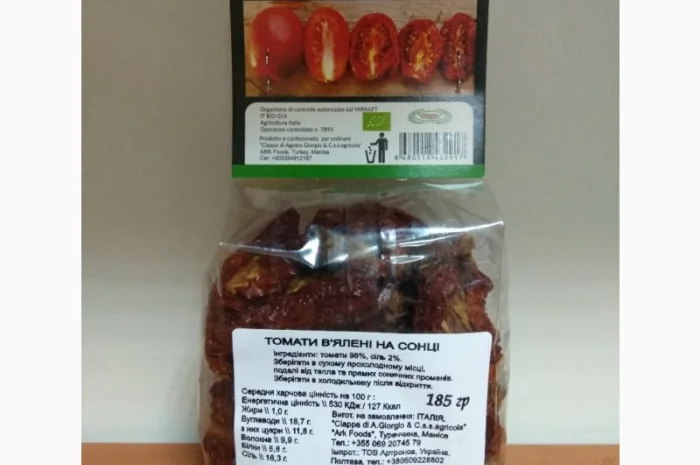 Organismo di controllo autorizzato dal MIPAAFT
IT BIO 014
Agricoltura Italia
Operatore controllato n. 7893
Prodotto e confezionato per ordinare
"Ciappe di Agosta Giorgio & C.s.s.agricola"
ARK Foods, Turkey, Manisa
Cell +905354912187
ТОМАТИ В'ЯЛЕНІ НА СОНЦІ
Інгредієнти: томати 98%, сіль 2%.
Зберігати в сухому прохолодному місці,
подалі від тепла та прямих сонячних променів.
Зберігати в холодильнику після відкриття.
185 гр
Середня харчова цінність на 100 г :
Енергетична цінність \\ 530 КДж / 127 Ккал
Жири \\ 1,0 г.
Вуглеводи \\ 18,7 г
з них цукри \\ 11,8 г
Волокна \\ 9,9 г
Білки \\ 5,8 г
Сіль \\ 16,3 г.
Вигот. на замовлення: ІТАЛІЯ,
"Ciappe di A.Giorgio & C.s.s.agricola"
"Ark Foods", Туреччина, Маніса
Тел.: +355 069 20745 79
Імпорт.: ТОВ Артронов, Україна,
Полтава, тел.: +380509228802